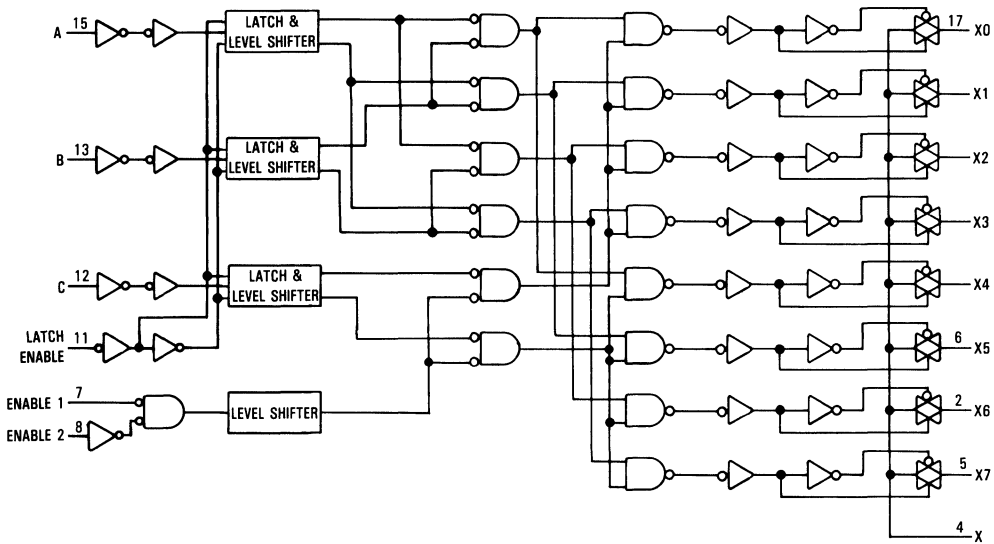 A 15
LATCH &
LEVEL SHIFTER
17 X0
X1
B 13
LATCH &
LEVEL SHIFTER
X2
X3
C 12
LATCH &
LEVEL SHIFTER
X4
LATCH
ENABLE 11
6 X5
ENABLE 1 7
LEVEL SHIFTER
2 X6
ENABLE 2 8
5 X7
4 X